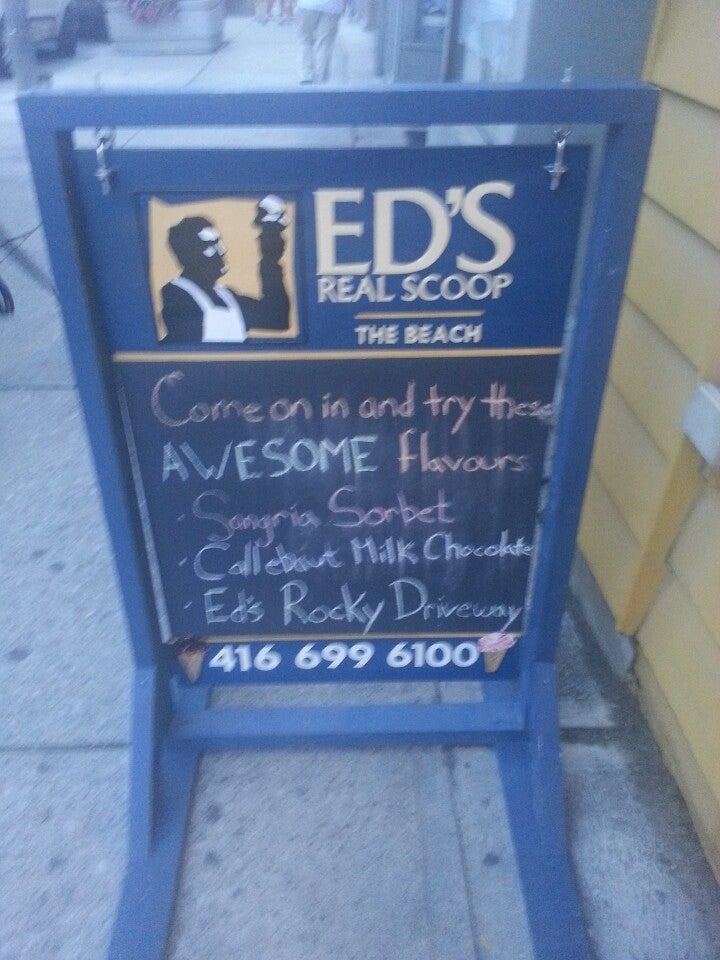 ED'S
REAL SCOOP
THE BEACH
Come on in and try these
AWESOME flavours
- Sangria Sorbet
- Callebaut Milk Chocolate
- Ed's Rocky Driveway
416 699 6100